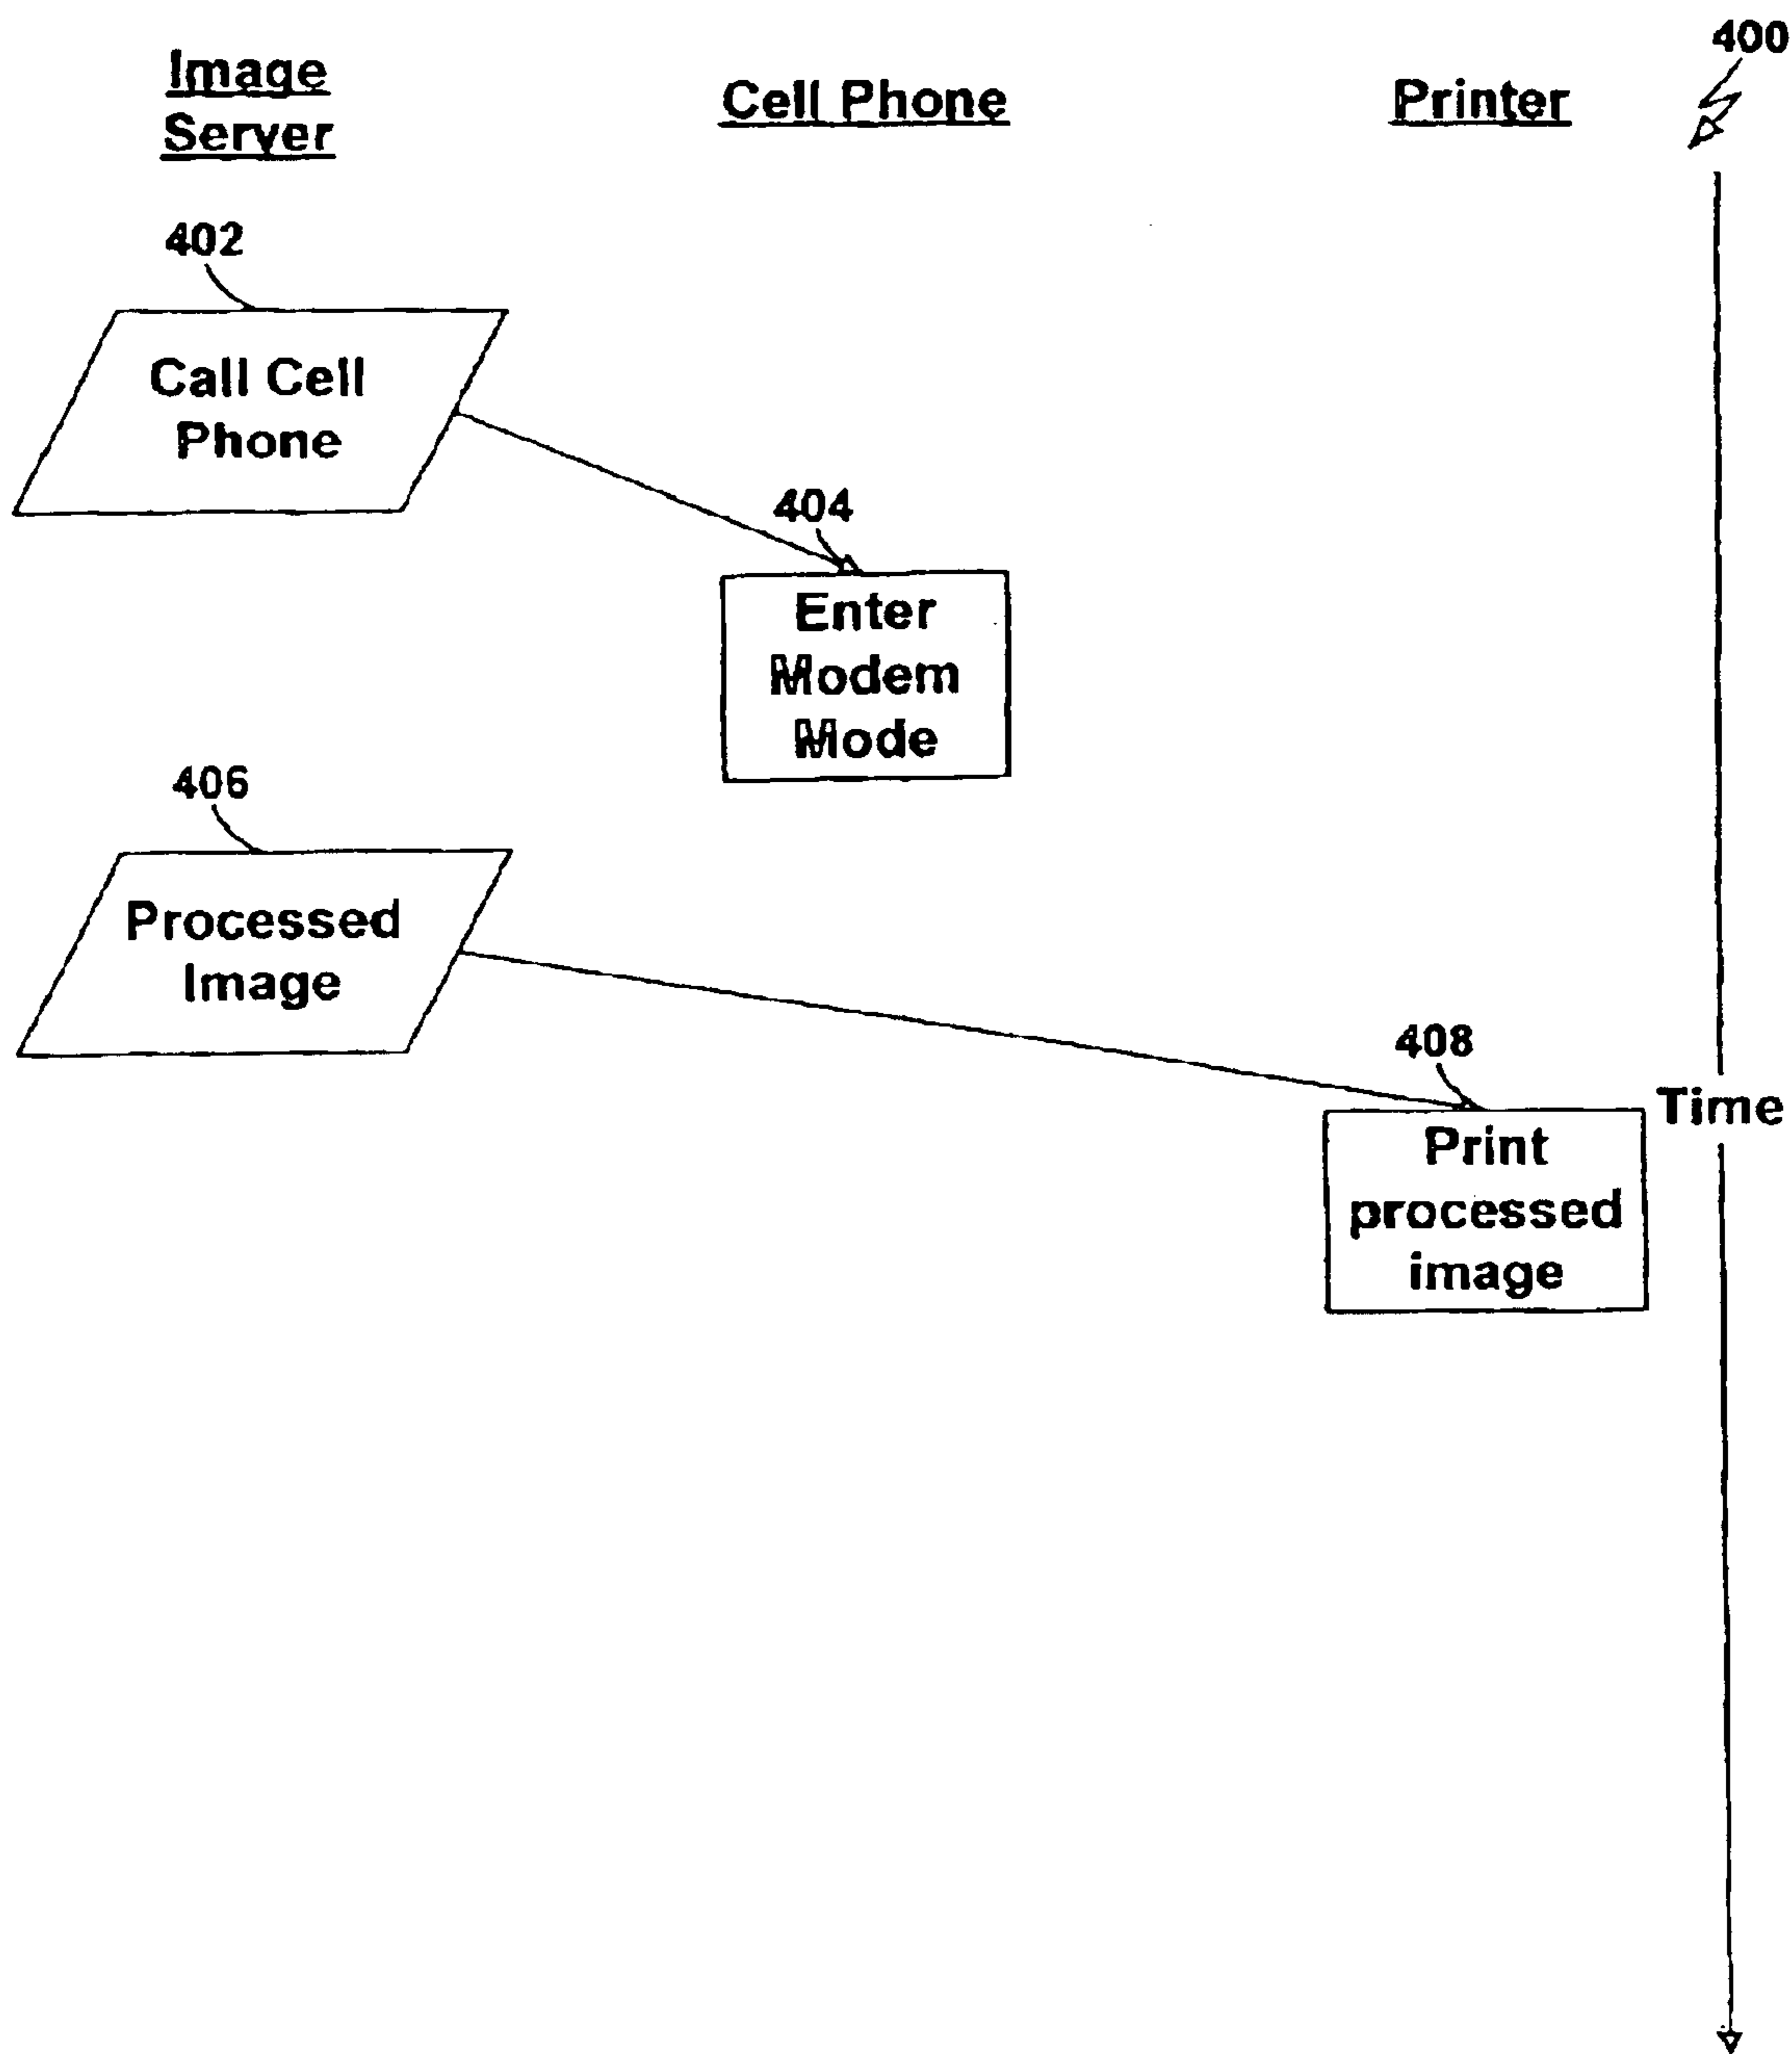 400
Image
Server
Cell Phone
Printer
402
Call Cell
Phone
404
Enter
Modem
Mode
406
Processed
Image
408
Time
Print
processed
image